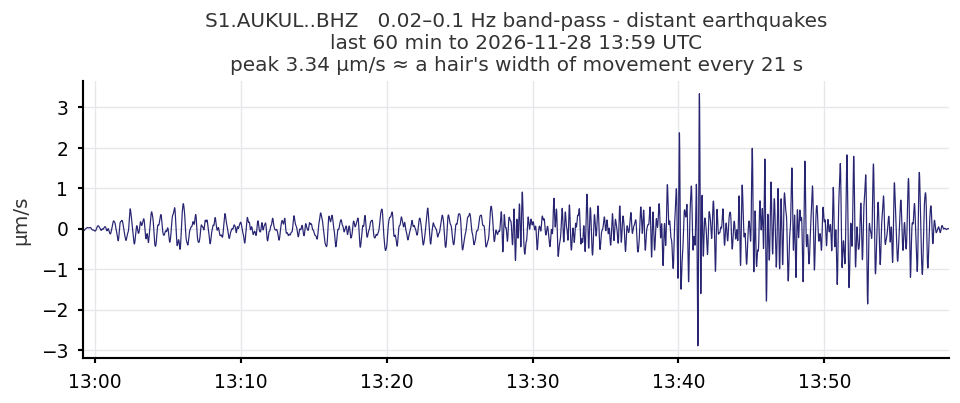 S1.AUKUL..BHZ   0.02–0.1 Hz band-pass - distant earthquakes
last 60 min to 2026-11-28 13:59 UTC
peak 3.34 µm/s ≈ a hair's width of movement every 21 s
µm/s
3
2
1
0
−1
−2
−3
13:00 13:10 13:20 13:30 13:40 13:50